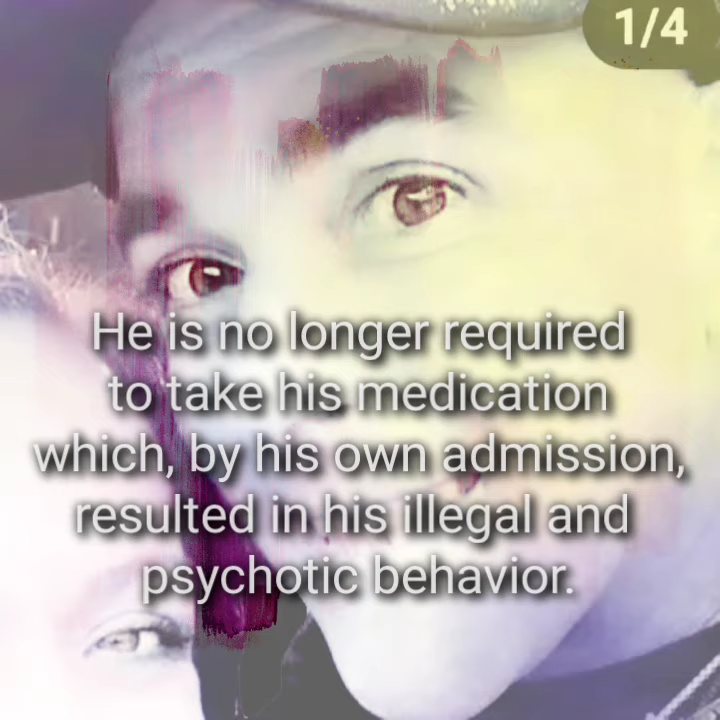 1/4
He is no longer required
to take his medication
which, by his own admission,
resulted in his illegal and
psychotic behavior.